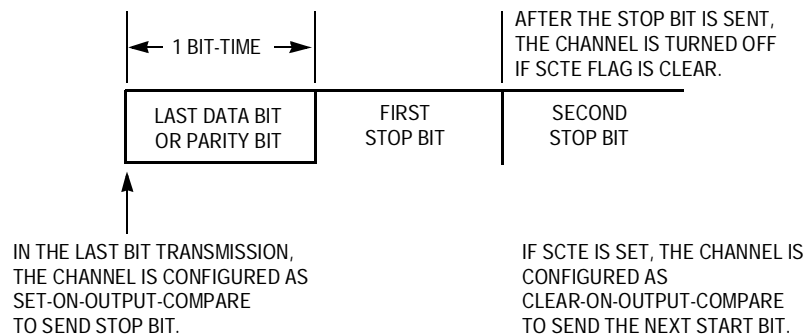 1 BIT-TIME
AFTER THE STOP BIT IS SENT,
THE CHANNEL IS TURNED OFF
IF SCTE FLAG IS CLEAR.
LAST DATA BIT
OR PARITY BIT
FIRST
STOP BIT
SECOND
STOP BIT
IN THE LAST BIT TRANSMISSION,
THE CHANNEL IS CONFIGURED AS
SET-ON-OUTPUT-COMPARE
TO SEND STOP BIT.
IF SCTE IS SET, THE CHANNEL IS
CONFIGURED AS
CLEAR-ON-OUTPUT-COMPARE
TO SEND THE NEXT START BIT.